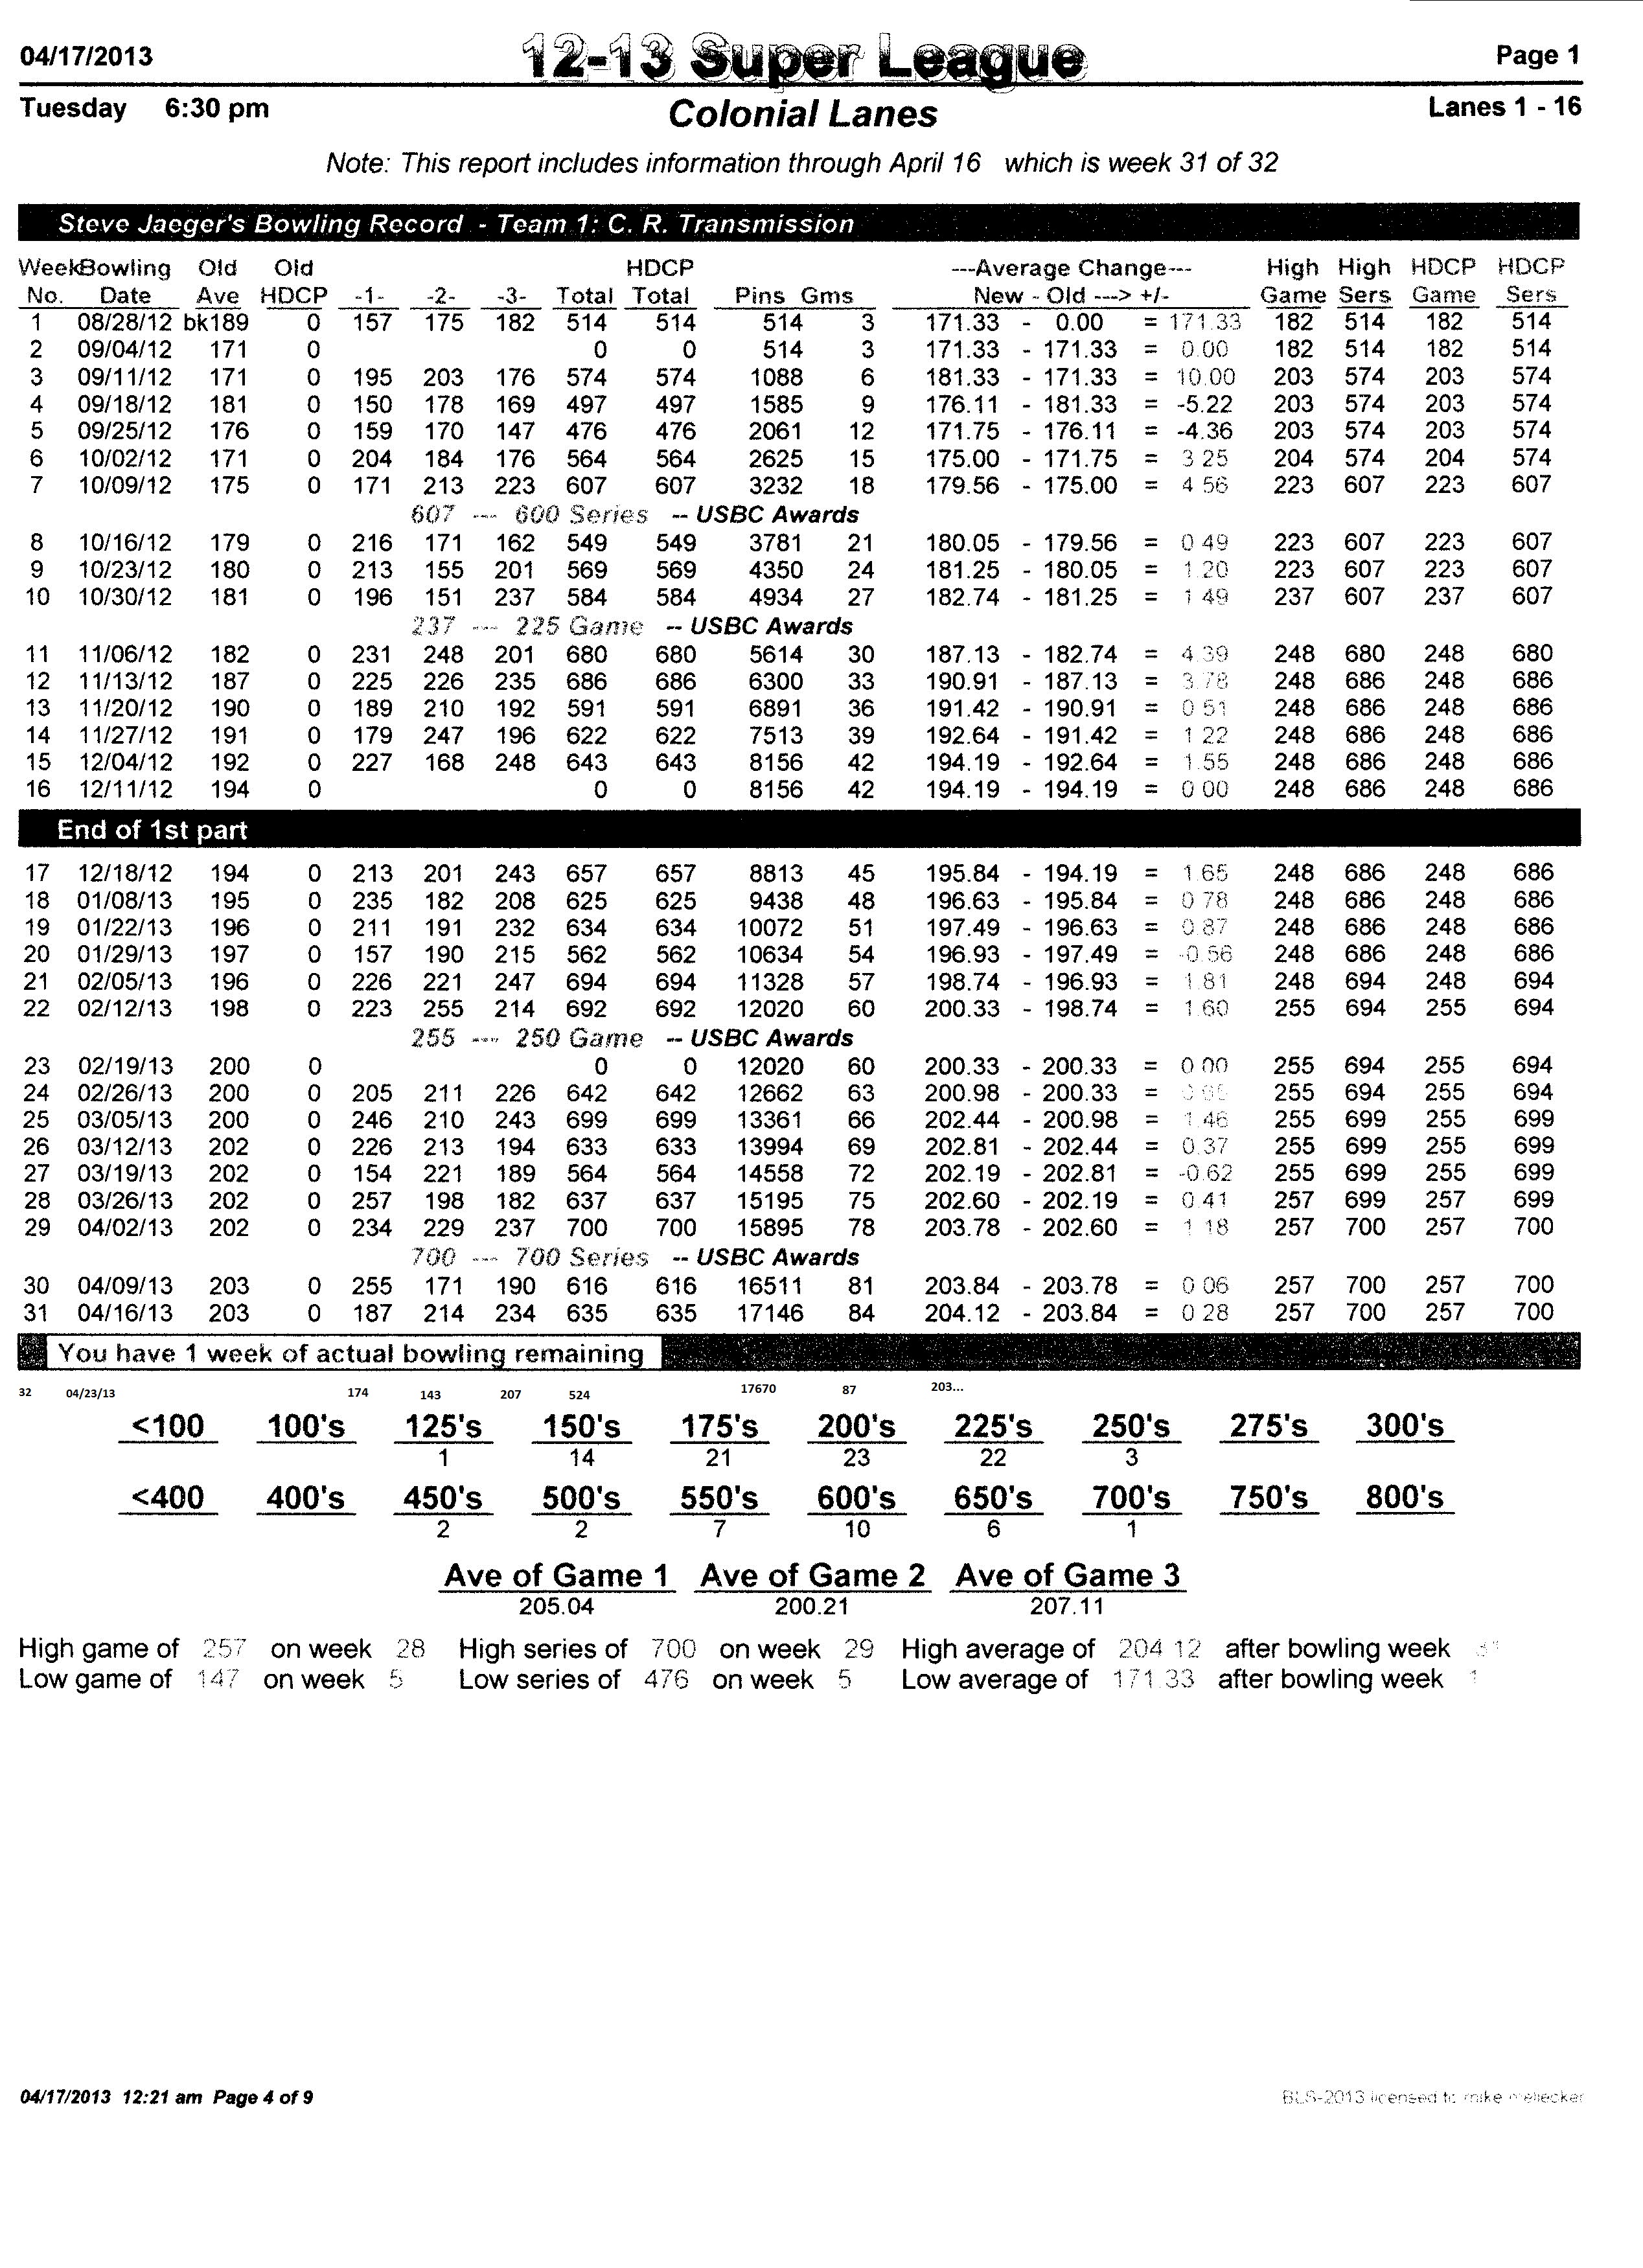 04/17/2013 12-13 Super League Page 1
Tuesday 6:30 pm Colonial Lanes Lanes 1 - 16
Note: This report includes information through April 16 which is week 31 of 32
Steve Jaeger's Bowling Record - Team 1: C. R. Transmission
Week Bowling Old Old HDCP ---Average Change--- High High HDCP HDCP
No. Date Ave HDCP -1- -2- -3- Total Total Pins Gms New - Old ---> +/- Game Sers Game Sers
1 08/28/12 bk189 0 157 175 182 514 514 514 3 171.33 - 0.00 = 171.33 182 514 182 514
2 09/04/12 171 0 0 0 514 3 171.33 - 171.33 = 0.00 182 514 182 514
3 09/11/12 171 0 195 203 176 574 574 1088 6 181.33 - 171.33 = 10.00 203 574 203 574
4 09/18/12 181 0 150 178 169 497 497 1585 9 176.11 - 181.33 = -5.22 203 574 203 574
5 09/25/12 176 0 159 170 147 476 476 2061 12 171.75 - 176.11 = -4.36 203 574 203 574
6 10/02/12 171 0 204 184 176 564 564 2625 15 175.00 - 171.75 = 3.25 204 574 204 574
7 10/09/12 175 0 171 213 223 607 607 3232 18 179.56 - 175.00 = 4.56 223 607 223 607
607 --- 600 Series -- USBC Awards
8 10/16/12 179 0 216 171 162 549 549 3781 21 180.05 - 179.56 = 0.49 223 607 223 607
9 10/23/12 180 0 213 155 201 569 569 4350 24 181.25 - 180.05 = 1.20 223 607 223 607
10 10/30/12 181 0 196 151 237 584 584 4934 27 182.74 - 181.25 = 1.49 237 607 237 607
237 --- 225 Game -- USBC Awards
11 11/06/12 182 0 231 248 201 680 680 5614 30 187.13 - 182.74 = 4.39 248 680 248 680
12 11/13/12 187 0 225 226 235 686 686 6300 33 190.91 - 187.13 = 3.78 248 686 248 686
13 11/20/12 190 0 189 210 192 591 591 6891 36 191.42 - 190.91 = 0.51 248 686 248 686
14 11/27/12 191 0 179 247 196 622 622 7513 39 192.64 - 191.42 = 1.22 248 686 248 686
15 12/04/12 192 0 227 168 248 643 643 8156 42 194.19 - 192.64 = 1.55 248 686 248 686
16 12/11/12 194 0 0 0 8156 42 194.19 - 194.19 = 0.00 248 686 248 686
End of 1st part
17 12/18/12 194 0 213 201 243 657 657 8813 45 195.84 - 194.19 = 1.65 248 686 248 686
18 01/08/13 195 0 235 182 208 625 625 9438 48 196.63 - 195.84 = 0.78 248 686 248 686
19 01/22/13 196 0 211 191 232 634 634 10072 51 197.49 - 196.63 = 0.87 248 686 248 686
20 01/29/13 197 0 157 190 215 562 562 10634 54 196.93 - 197.49 = -0.56 248 686 248 686
21 02/05/13 196 0 226 221 247 694 694 11328 57 198.74 - 196.93 = 1.81 248 694 248 694
22 02/12/13 198 0 223 255 214 692 692 12020 60 200.33 - 198.74 = 1.60 255 694 255 694
255 --- 250 Game -- USBC Awards
23 02/19/13 200 0 0 0 12020 60 200.33 - 200.33 = 0.00 255 694 255 694
24 02/26/13 200 0 205 211 226 642 642 12662 63 200.98 - 200.33 = 0.65 255 694 255 694
25 03/05/13 200 0 246 210 243 699 699 13361 66 202.44 - 200.98 = 1.46 255 699 255 699
26 03/12/13 202 0 226 213 194 633 633 13994 69 202.81 - 202.44 = 0.37 255 699 255 699
27 03/19/13 202 0 154 221 189 564 564 14558 72 202.19 - 202.81 = -0.62 255 699 255 699
28 03/26/13 202 0 257 198 182 637 637 15195 75 202.60 - 202.19 = 0.41 257 699 257 699
29 04/02/13 202 0 234 229 237 700 700 15895 78 203.78 - 202.60 = 1.18 257 700 257 700
700 --- 700 Series -- USBC Awards
30 04/09/13 203 0 255 171 190 616 616 16511 81 203.84 - 203.78 = 0.06 257 700 257 700
31 04/16/13 203 0 187 214 234 635 635 17146 84 204.12 - 203.84 = 0.28 257 700 257 700
You have 1 week of actual bowling remaining
32 04/23/13 174 143 207 524 17670 87 203...
<100 100's 125's 150's 175's 200's 225's 250's 275's 300's
1 14 21 23 22 3
<400 400's 450's 500's 550's 600's 650's 700's 750's 800's
2 2 7 10 6 1
Ave of Game 1 Ave of Game 2 Ave of Game 3
205.04 200.21 207.11
High game of 257 on week 28 High series of 700 on week 29 High average of 204.12 after bowling week 31
Low game of 147 on week 5 Low series of 476 on week 5 Low average of 171.33 after bowling week 1
04/17/2013 12:21 am Page 4 of 9 BLS-2013 licensed to mike